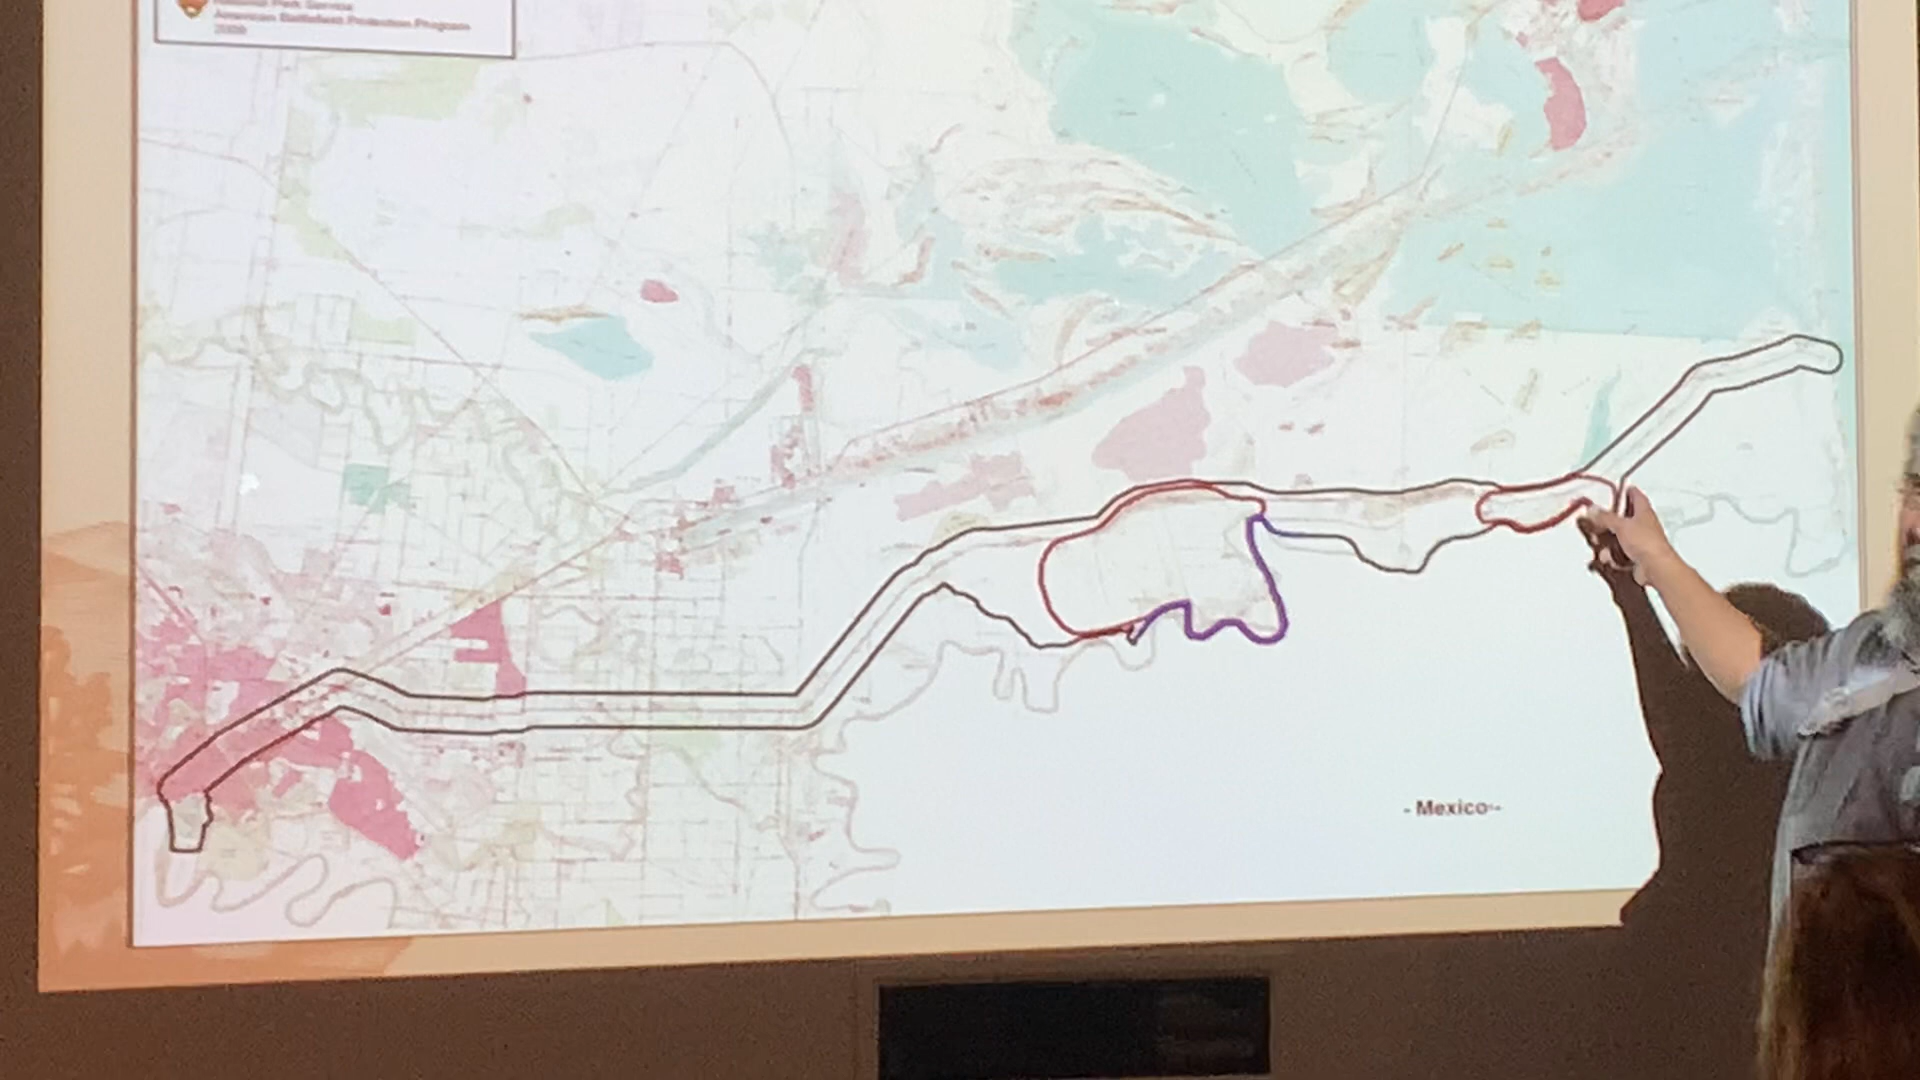 National Park Service
American Battlefield Protection Program
- Mexico -